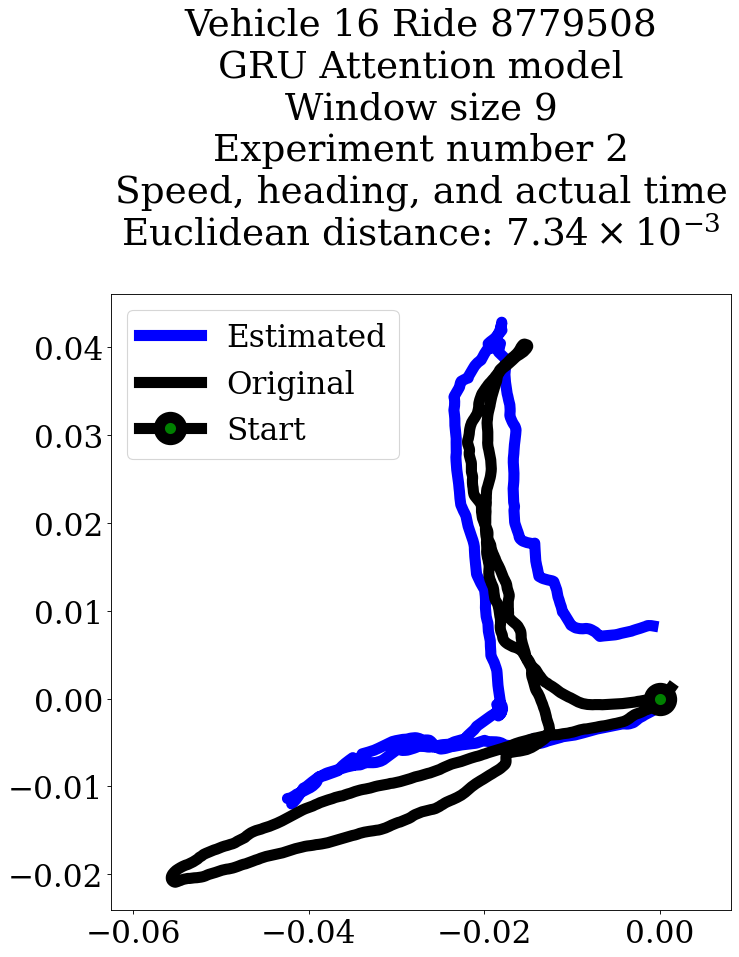 Vehicle 16 Ride 8779508
GRU Attention model
Window size 9
Experiment number 2
Speed, heading, and actual time
Euclidean distance: 7.34 × 10⁻³
Estimated
Original
Start
0.04
0.03
0.02
0.01
0.00
−0.01
−0.02
−0.06
−0.04
−0.02
0.00